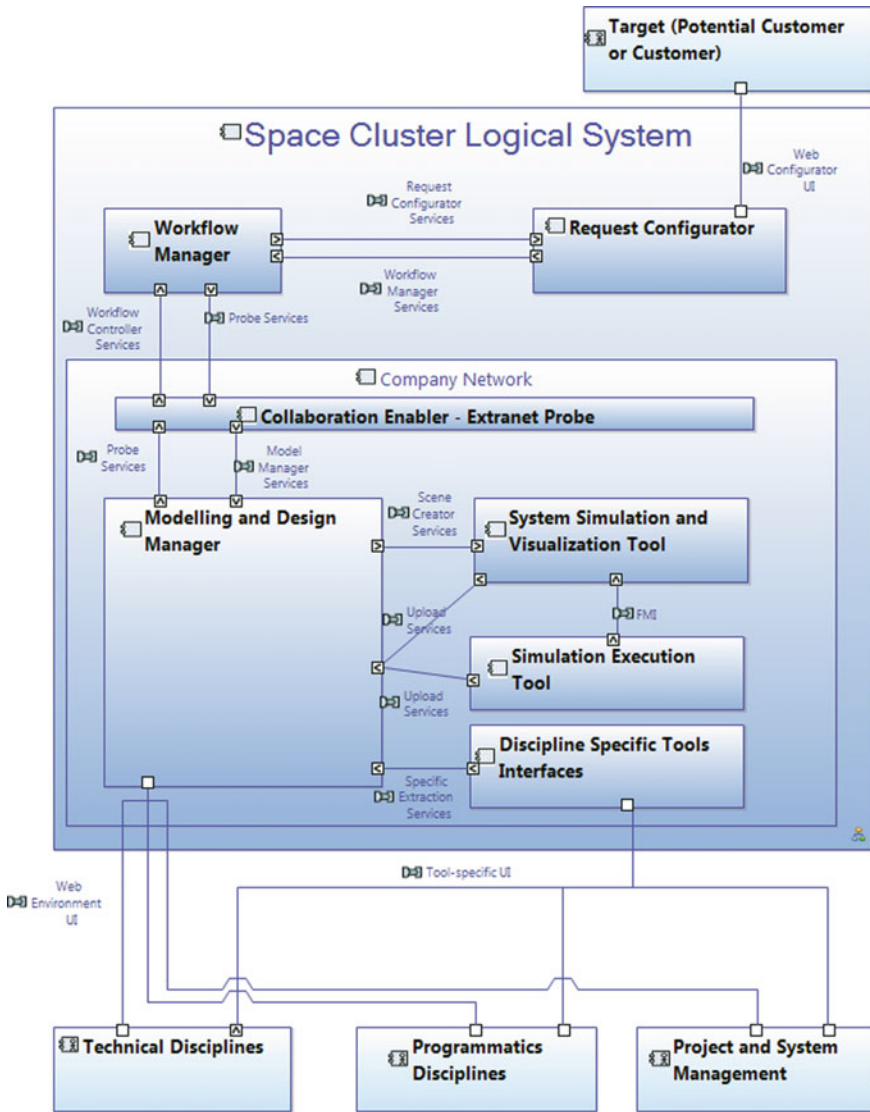 Target (Potential Customer
or Customer)
Space Cluster Logical System
Web
Configurator
UI
Request
Configurator
Services
Workflow
Manager
Request Configurator
Workflow
Manager
Services
Workflow
Controller
Services
Probe Services
Company Network
Collaboration Enabler - Extranet Probe
Probe
Services
Model
Manager
Services
Modelling and Design
Manager
Scene
Creator
Services
System Simulation and
Visualization Tool
Upload
Services
FMI
Simulation Execution
Tool
Upload
Services
Discipline Specific Tools
Interfaces
Specific
Extraction
Services
Tool-specific UI
Web
Environment
UI
Technical Disciplines
Programmatics
Disciplines
Project and System
Management